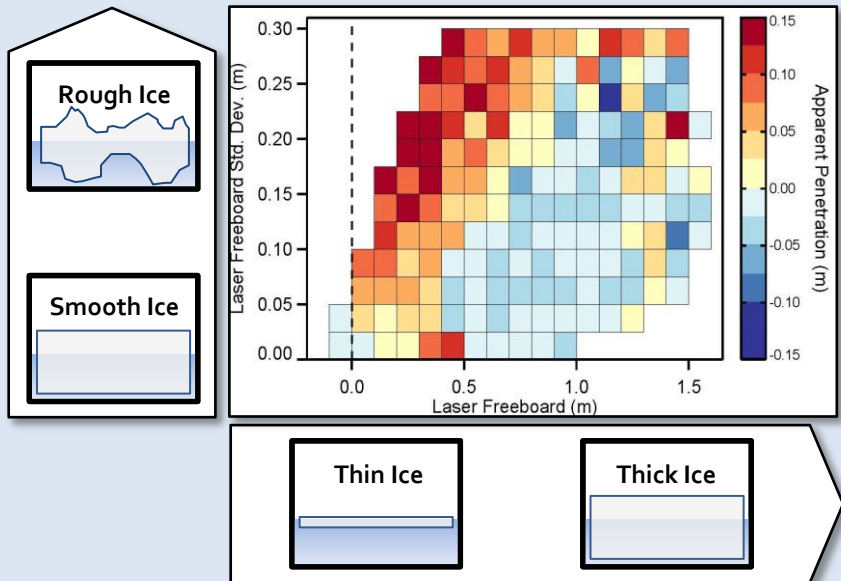 Rough Ice
Smooth Ice
Laser Freeboard Std. Dev. (m)
0.30
0.25
0.20
0.15
0.10
0.05
0.00
0.0
0.5
1.0
1.5
Laser Freeboard (m)
0.15
0.10
0.05
0.00
-0.05
-0.10
-0.15
Apparent Penetration (m)
Thin Ice
Thick Ice